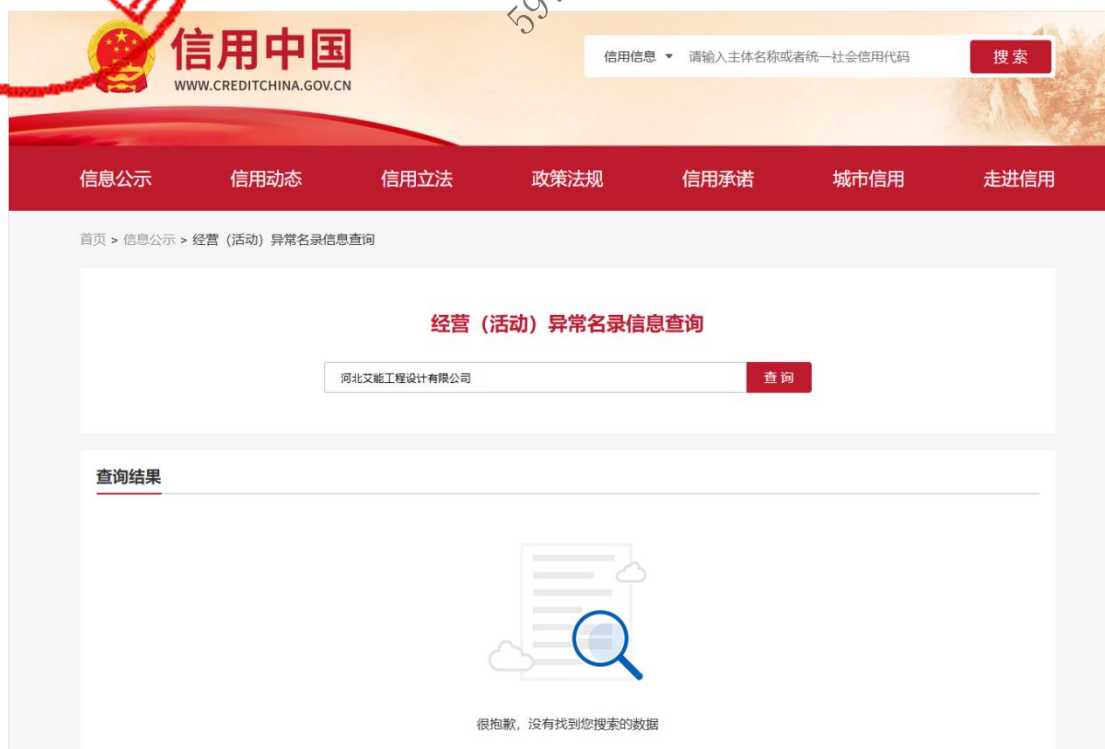 信用中国
WWW.CREDITCHINA.GOV.CN
信用信息 请输入主体名称或者统一社会信用代码 搜索
信息公示 信用动态 信用立法 政策法规 信用承诺 城市信用 走进信用
首页 > 信息公示 > 经营（活动）异常名录信息查询
经营（活动）异常名录信息查询
河北艾能工程设计有限公司 查询
查询结果
很抱歉，没有找到您搜索的数据